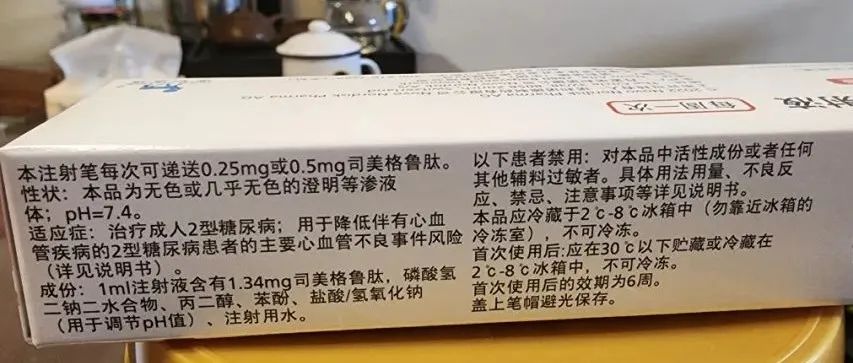 每周一次
射液
本注射笔每次可递送0.25mg或0.5mg司美格鲁肽。
性状：本品为无色或几乎无色的澄明等渗液
体；pH=7.4。
适应症：治疗成人2型糖尿病；用于降低伴有心血
管疾病的2型糖尿病患者的主要心血管不良事件风险
（详见说明书）。
成份：1ml注射液含有1.34mg司美格鲁肽，磷酸氢
二钠二水合物、丙二醇、苯酚、盐酸/氢氧化钠
（用于调节pH值）、注射用水。
以下患者禁用：对本品中活性成份或者任何
其他辅料过敏者。具体用法用量、不良反
应、禁忌、注意事项等详见说明书。
本品应冷藏于2℃-8℃冰箱中（勿靠近冰箱的
冷冻室），不可冷冻。
首次使用后:应在30℃以下贮藏或冷藏在
2℃-8℃冰箱中，不可冷冻。
首次使用后的效期为6周。
盖上笔帽避光保存。